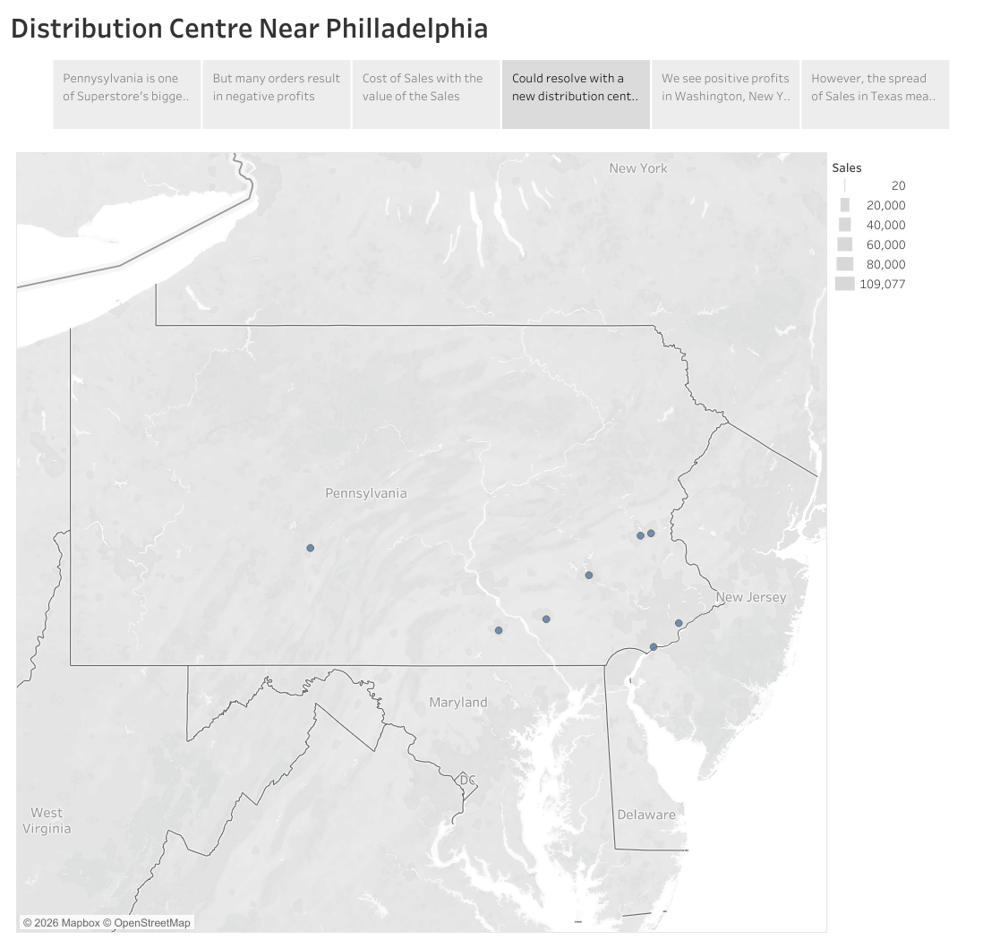 Distribution Centre Near Philladelphia
Pennysylvania is one
of Superstore's bigge..
But many orders result
in negative profits
Cost of Sales with the
value of the Sales
Could resolve with a
new distribution cent..
We see positive profits
in Washington, New Y..
However, the spread
of Sales in Texas mea..
New York
Pennsylvania
New Jersey
Maryland
DC
West
Virginia
Delaware
© 2026 Mapbox © OpenStreetMap
Sales
20
20,000
40,000
60,000
80,000
109,077